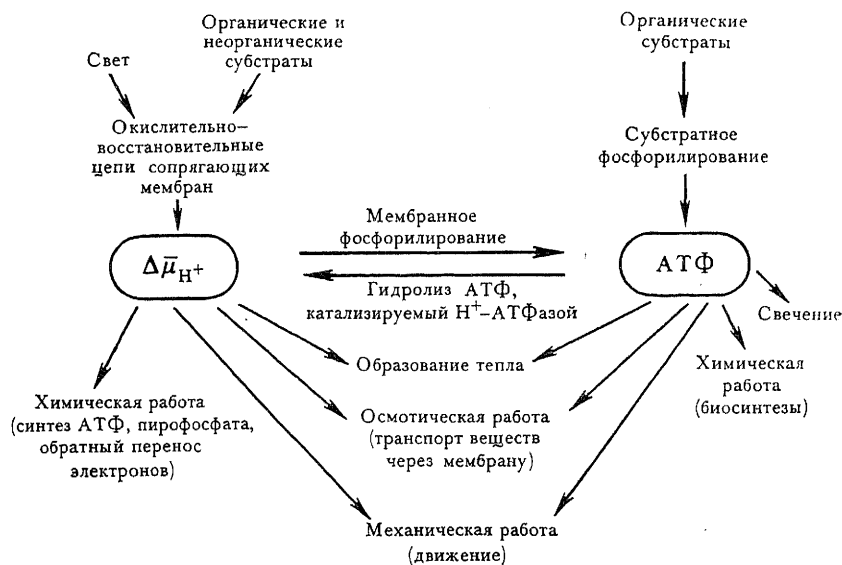 Свет
Органические и
неорганические
субстраты
Органические
субстраты
Окислительно-
восстановительные
цепи сопрягающих
мембран
Субстратное
фосфорилирование
Δμ̄H⁺
Мембранное
фосфорилирование
АТФ
Гидролиз АТФ,
катализируемый H⁺-АТФазой
Свечение
Образование тепла
Химическая
работа
(биосинтезы)
Химическая работа
(синтез АТФ, пирофосфата,
обратный перенос
электронов)
Осмотическая работа
(транспорт веществ
через мембрану)
Механическая работа
(движение)